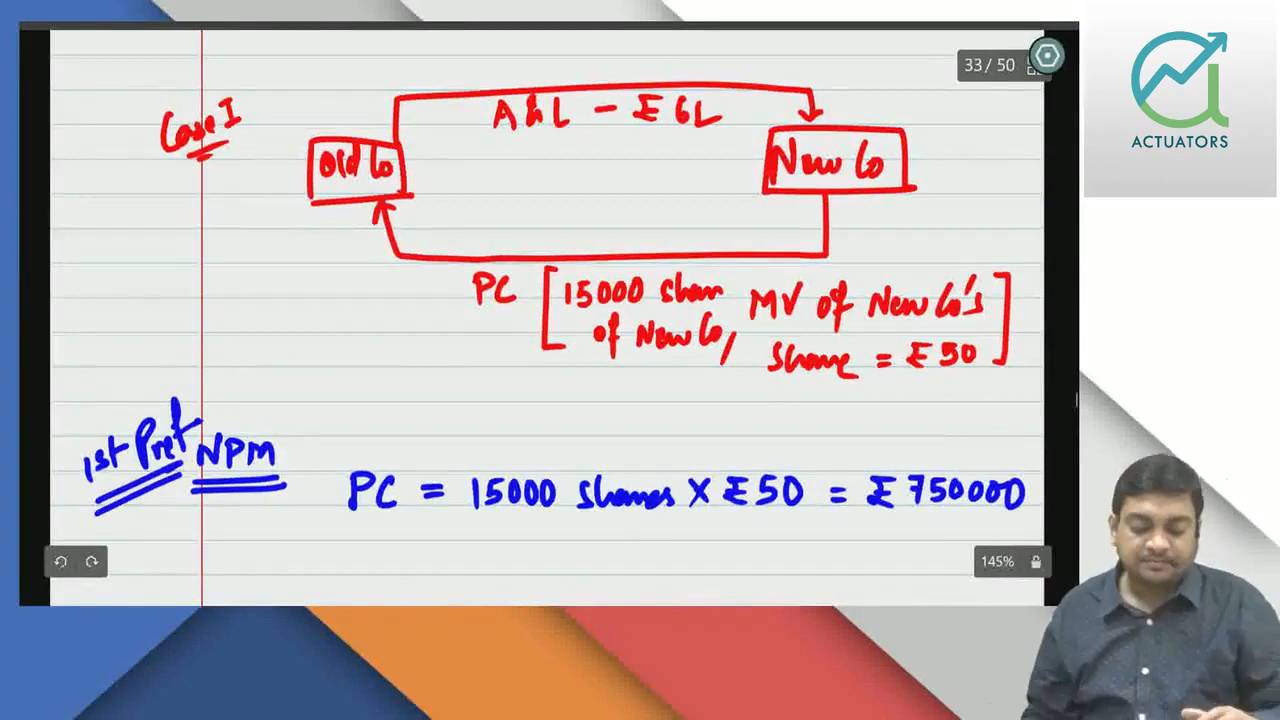 33 / 50
Case I
A & L - E & L
Old Co
New Co
PC [ 15000 share of New Co, MV of New Co's share = ₹ 50 ]
1st Pref NPM
PC = 15000 shares × ₹ 50 = ₹ 750000
145%
ACTUATORS